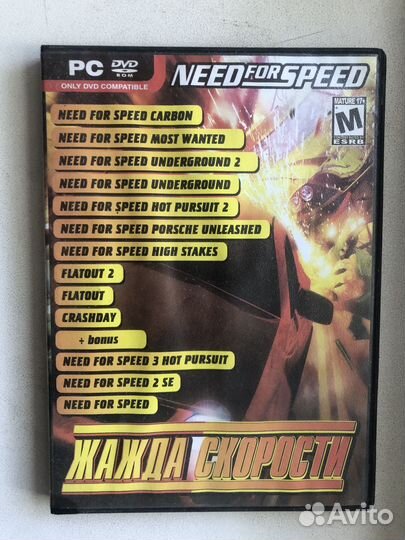 PC DVD ROM
ONLY DVD COMPATIBLE
NEED FOR SPEED
MATURE 17+
M
ESRB
NEED FOR SPEED CARBON
NEED FOR SPEED MOST WANTED
NEED FOR SPEED UNDERGROUND 2
NEED FOR SPEED UNDERGROUND
NEED FOR SPEED HOT PURSUIT 2
NEED FOR SPEED PORSCHE UNLEASHED
NEED FOR SPEED HIGH STAKES
FLATOUT 2
FLATOUT
CRASHDAY
+ bonus
NEED FOR SPEED 3 HOT PURSUIT
NEED FOR SPEED 2 SE
NEED FOR SPEED
ЖАЖДА СКОРОСТИ
Avito